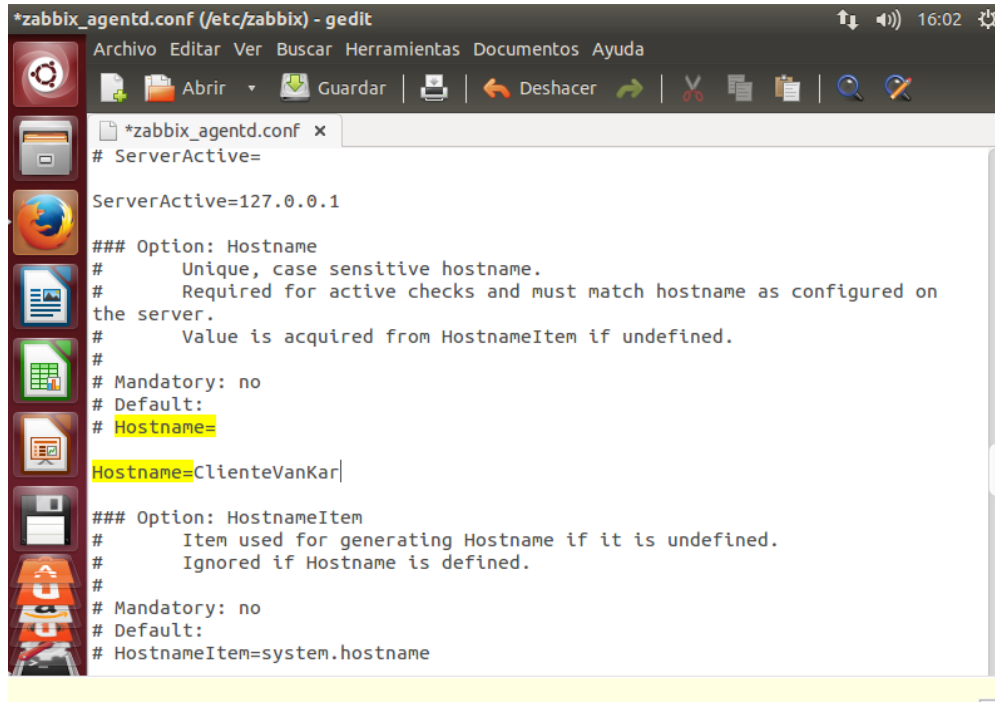 *zabbix_agentd.conf (/etc/zabbix) - gedit 16:02
Archivo Editar Ver Buscar Herramientas Documentos Ayuda
Abrir Guardar Deshacer
*zabbix_agentd.conf ×
# ServerActive=
ServerActive=127.0.0.1
### Option: Hostname
# Unique, case sensitive hostname.
# Required for active checks and must match hostname as configured on
the server.
# Value is acquired from HostnameItem if undefined.
#
# Mandatory: no
# Default:
# Hostname=
Hostname=ClienteVanKar
### Option: HostnameItem
# Item used for generating Hostname if it is undefined.
# Ignored if Hostname is defined.
#
# Mandatory: no
# Default:
# HostnameItem=system.hostname